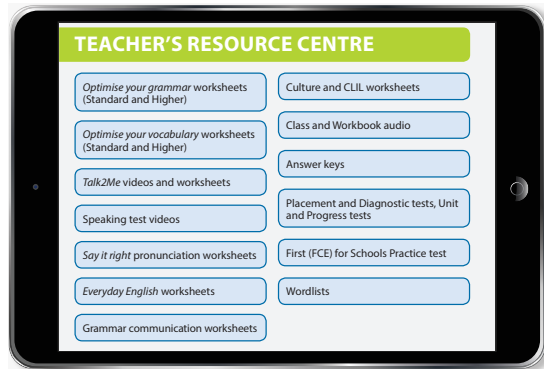 TEACHER'S RESOURCE CENTRE
Optimise your grammar worksheets
(Standard and Higher)
Optimise your vocabulary worksheets
(Standard and Higher)
Talk2Me videos and worksheets
Speaking test videos
Say it right pronunciation worksheets
Everyday English worksheets
Grammar communication worksheets
Culture and CLIL worksheets
Class and Workbook audio
Answer keys
Placement and Diagnostic tests, Unit
and Progress tests
First (FCE) for Schools Practice test
Wordlists